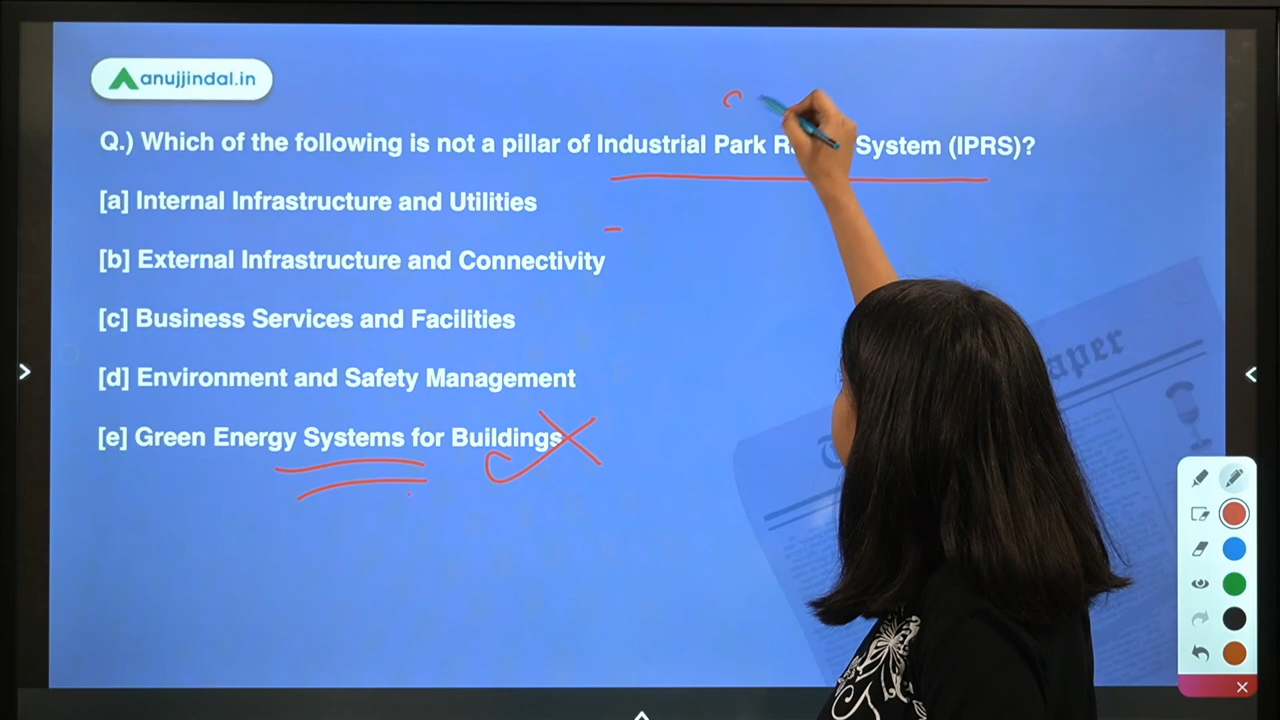 anujjindal.in
Q.) Which of the following is not a pillar of Industrial Park System (IPRS)?
[a] Internal Infrastructure and Utilities
[b] External Infrastructure and Connectivity
[c] Business Services and Facilities
[d] Environment and Safety Management
[e] Green Energy Systems for Buildings